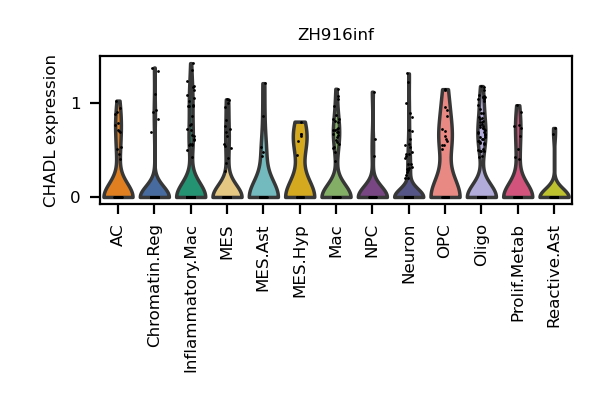 ZH916inf
CHADL expression
1
0
AC
Chromatin.Reg
Inflammatory.Mac
MES
MES.Ast
MES.Hyp
Mac
NPC
Neuron
OPC
Oligo
Prolif.Metab
Reactive.Ast